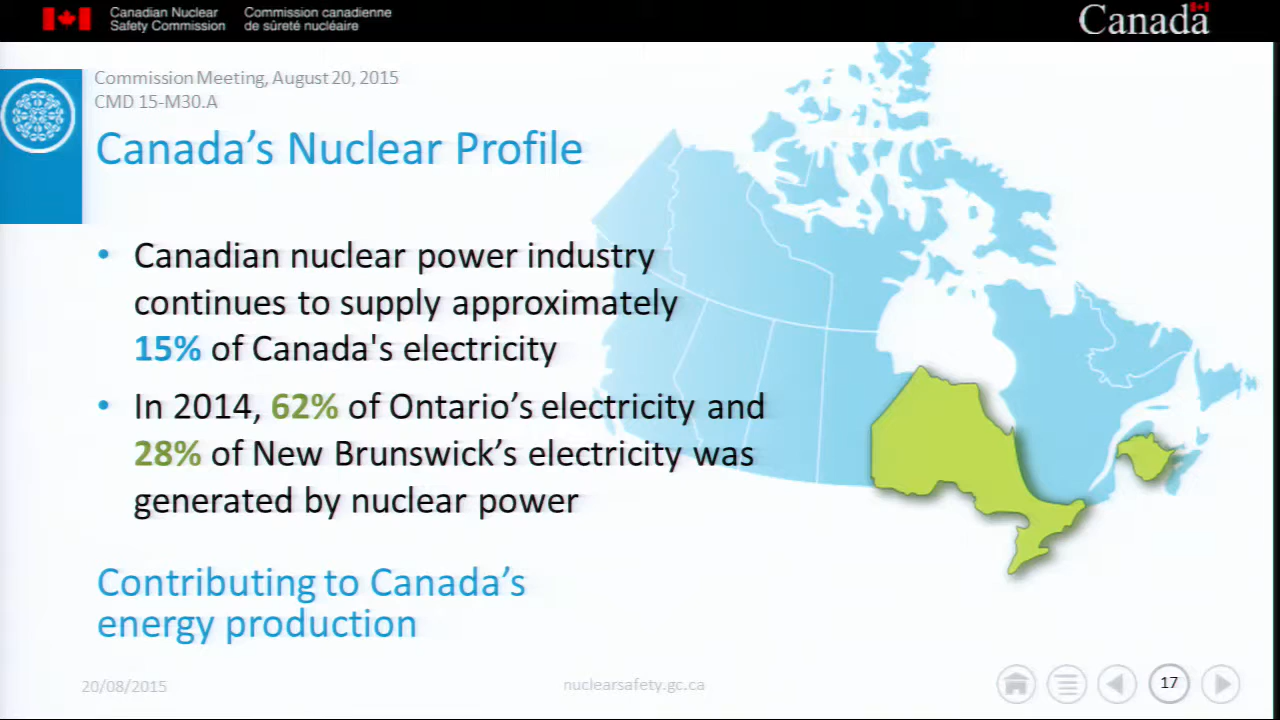 Canadian Nuclear
Safety Commission
Commission canadienne
de sûreté nucléaire
Canada
Commission Meeting, August 20, 2015
CMD 15-M30.A
Canada's Nuclear Profile
• Canadian nuclear power industry
continues to supply approximately
15% of Canada's electricity
• In 2014, 62% of Ontario's electricity and
28% of New Brunswick's electricity was
generated by nuclear power
Contributing to Canada's
energy production
20/08/2015
nuclearsafety.gc.ca
17